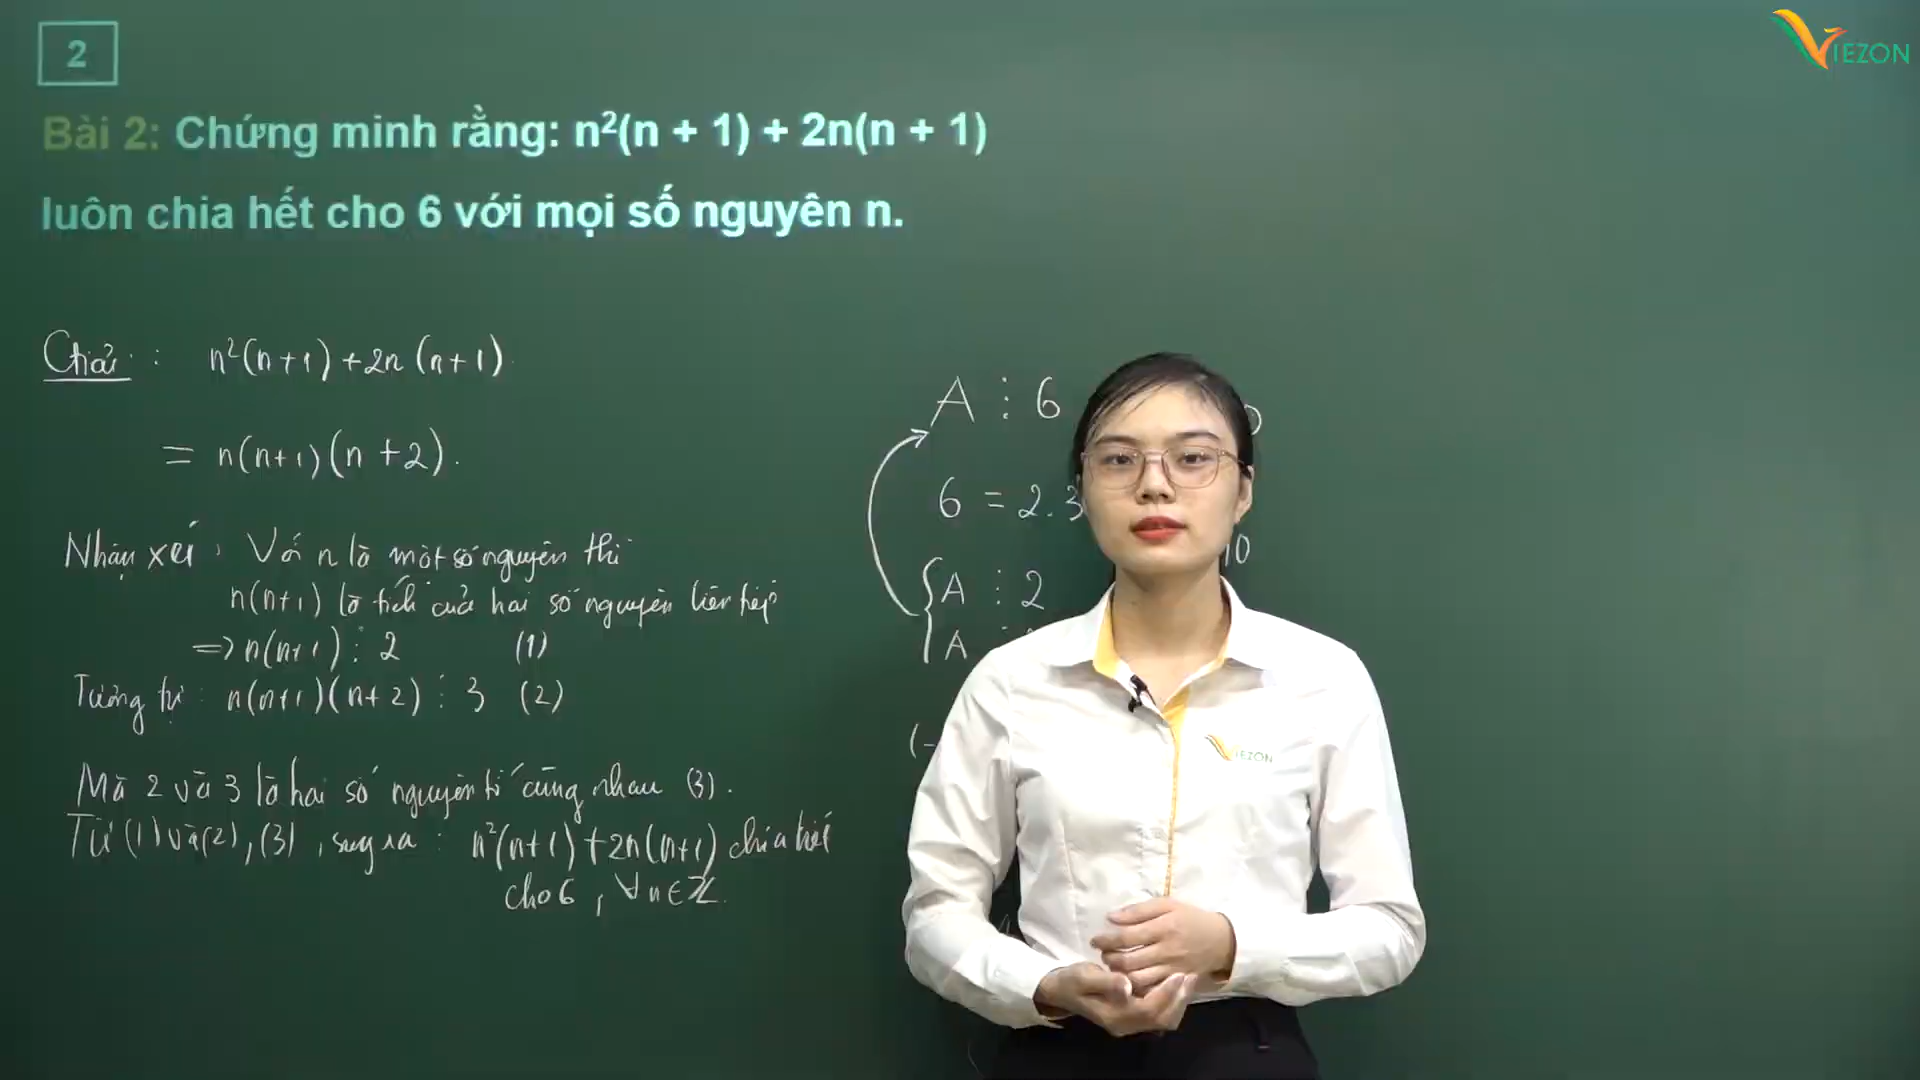 2
VIEZON
Bài 2: Chứng minh rằng: n²(n + 1) + 2n(n + 1)
luôn chia hết cho 6 với mọi số nguyên n.
n²(n+1) + 2n (n+1)
= n(n+1)(n+2).
Nhận xét: Với n là một số nguyên thì
n(n+1) là tích của hai số nguyên liên tiếp
=> n(n+1) ⋮ 2 (1)
Tương tự: n(n+1)(n+2) ⋮ 3 (2)
Mà 2 và 3 là hai số nguyên tố cùng nhau (3).
Từ (1) và (2), (3), suy ra: n²(n+1) + 2n(n+1) chia hết
cho 6, ∀n∈Z.
A ⋮ 6
6 = 2.3
A ⋮ 2
A
10
VIEZON